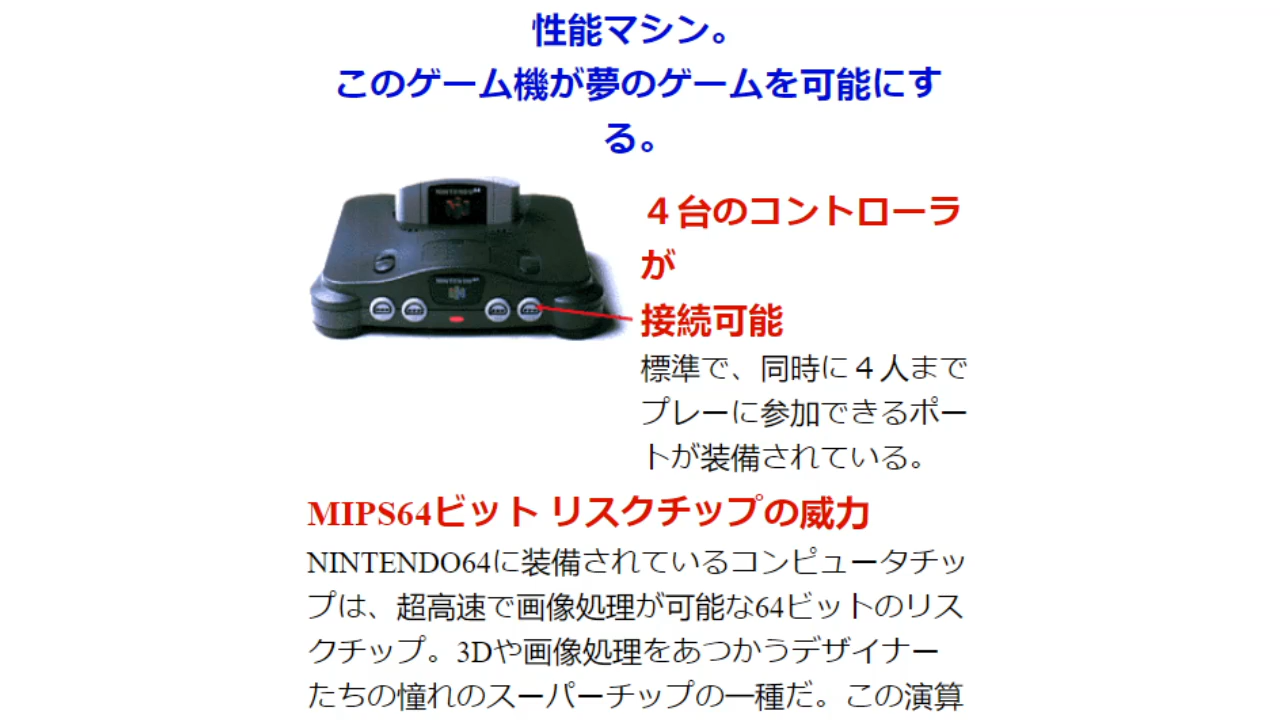 性能マシン。
このゲーム機が夢のゲームを可能にす
る。
NINTENDO64
４台のコントローラ
が
接続可能
標準で、同時に４人まで
プレーに参加できるポー
トが装備されている。
MIPS64ビット リスクチップの威力
NINTENDO64に装備されているコンピュータチッ
プは、超高速で画像処理が可能な64ビットのリス
クチップ。3Dや画像処理をあつかうデザイナー
たちの憧れのスーパーチップの一種だ。この演算